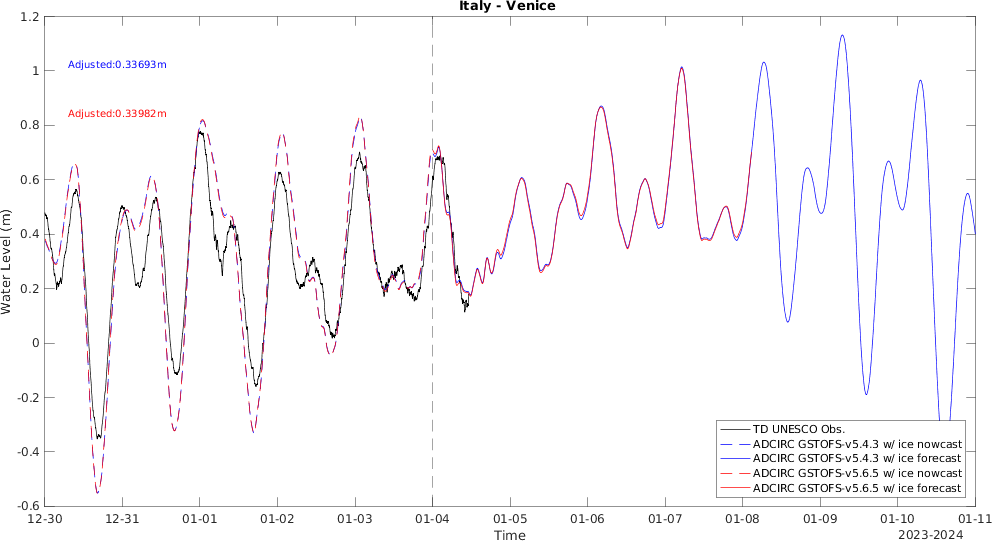 Italy - Venice
Adjusted:0.33693m
Adjusted:0.33982m
Water Level (m)
1.2
1
0.8
0.6
0.4
0.2
0
-0.2
-0.4
-0.6
TD UNESCO Obs.
ADCIRC GSTOFS-v5.4.3 w/ ice nowcast
ADCIRC GSTOFS-v5.4.3 w/ ice forecast
ADCIRC GSTOFS-v5.6.5 w/ ice nowcast
ADCIRC GSTOFS-v5.6.5 w/ ice forecast
12-30 12-31 01-01 01-02 01-03 01-04 01-05 01-06 01-07 01-08 01-09 01-10 01-11
Time
2023-2024